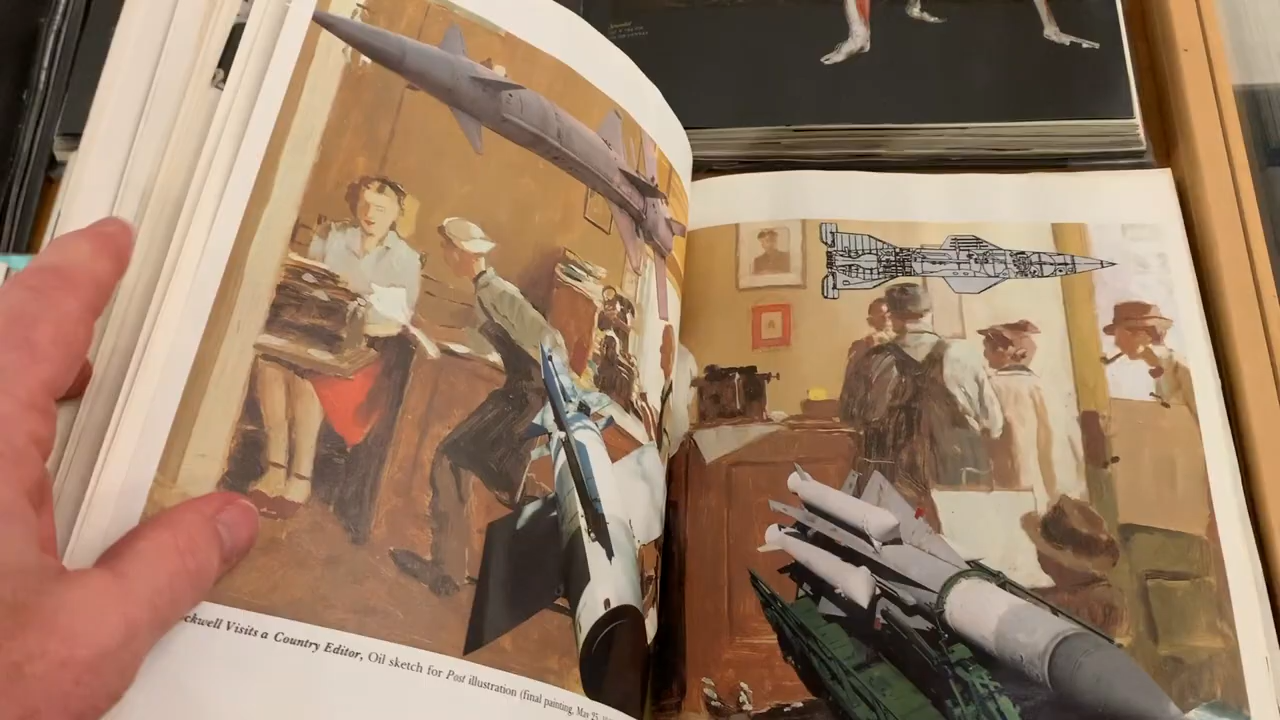 ckwell Visits a Country Editor, Oil sketch for Post illustration (final painting, May 25,